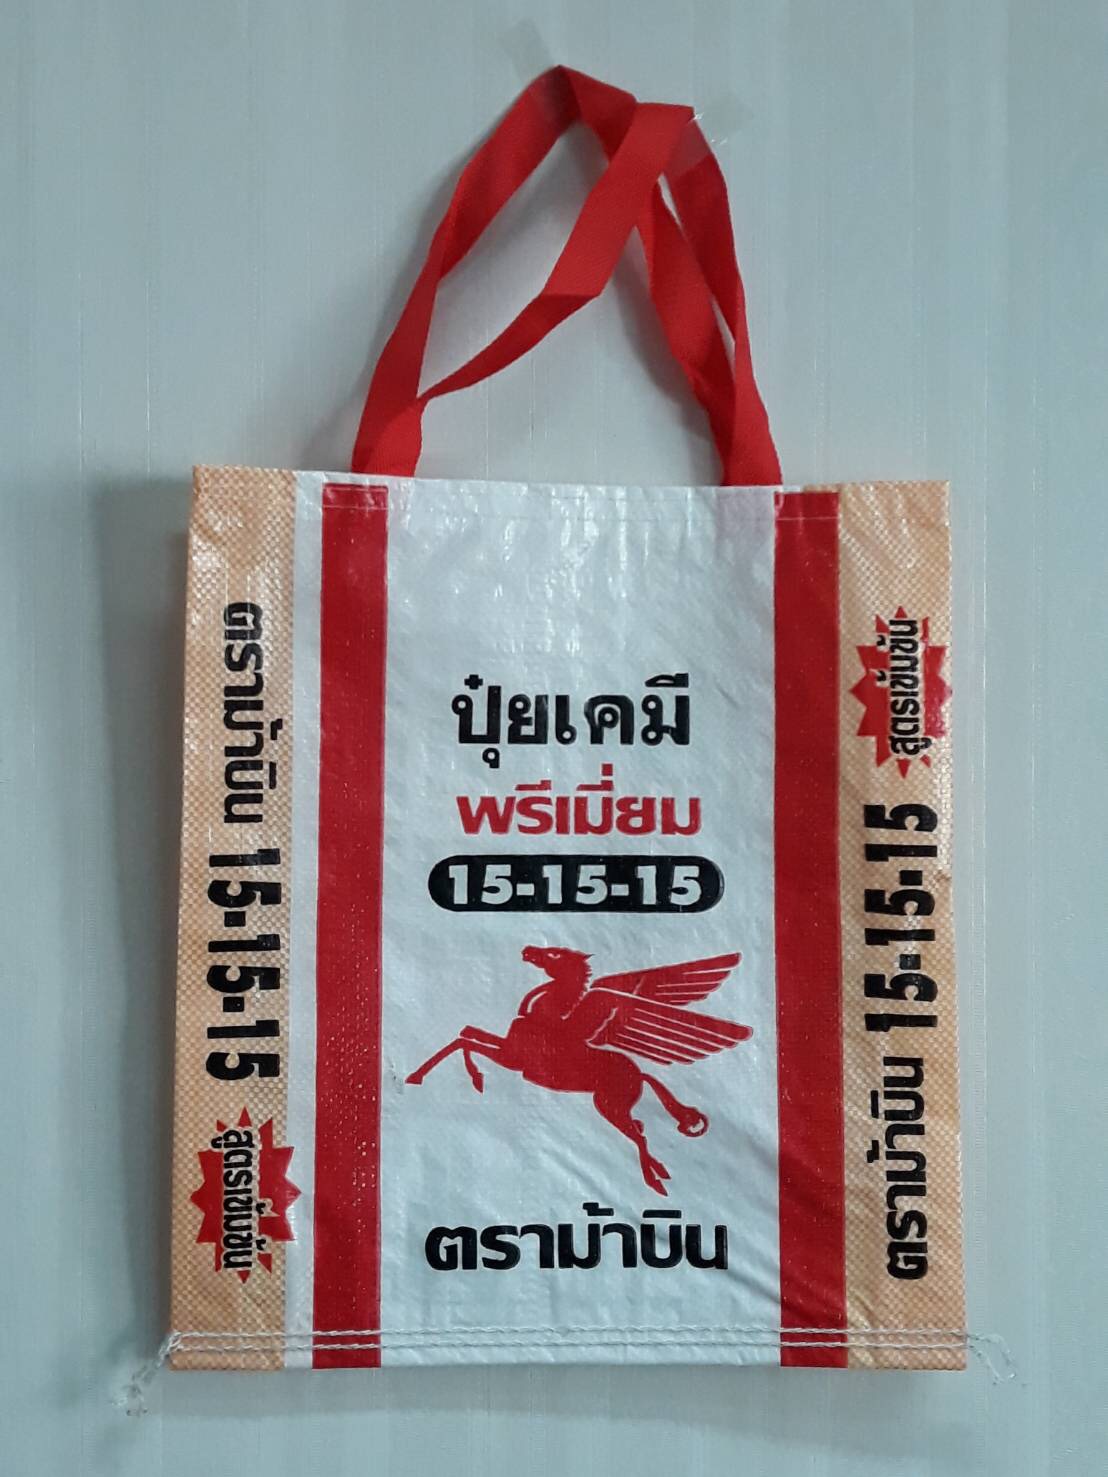 ปุ๋ยเคมี
พรีเมี่ยม
15-15-15
ตราม้าบิน
ตราม้าบิน 15-15-15 สูตรเข้มข้น
ตราม้าบิน 15-15-15 สูตรเข้มข้น